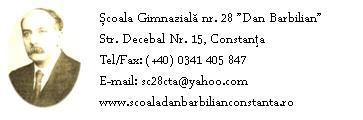 Școala Gimnazială nr. 28 ”Dan Barbilian”
Str. Decebal Nr. 15, Constanța
Tel/Fax: (+40) 0341 405 847
E-mail: sc28cta@yahoo.com
www.scoaladanbarbilianconstanta.ro